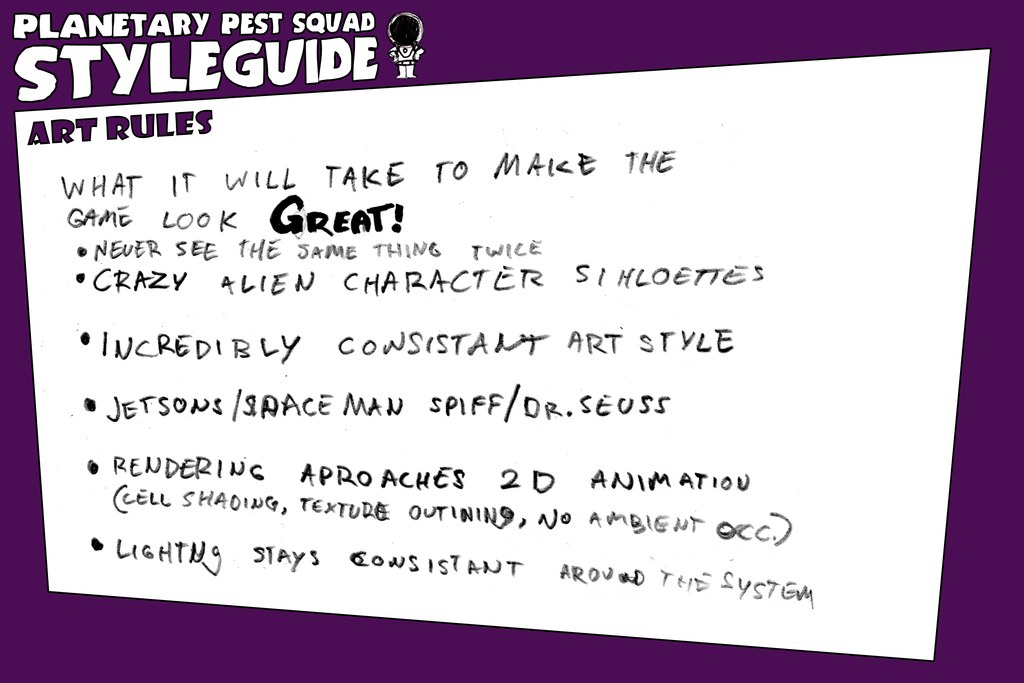 PLANETARY PEST SQUAD
STYLEGUIDE
ART RULES
WHAT IT WILL TAKE TO MAKE THE
GAME LOOK GREAT!
• NEVER SEE THE SAME THING TWICE
• CRAZY ALIEN CHARACTER SIHLOETTES
• INCREDIBLY CONSISTANT ART STYLE
• JETSONS/SPACE MAN SPIFF/DR. SEUSS
• RENDERING APROACHES 2D ANIMATION
(CELL SHADING, TEXTURE OUTINING, NO AMBIENT OCC.)
• LIGHTNG STAYS CONSISTANT AROUND THE SYSTEM